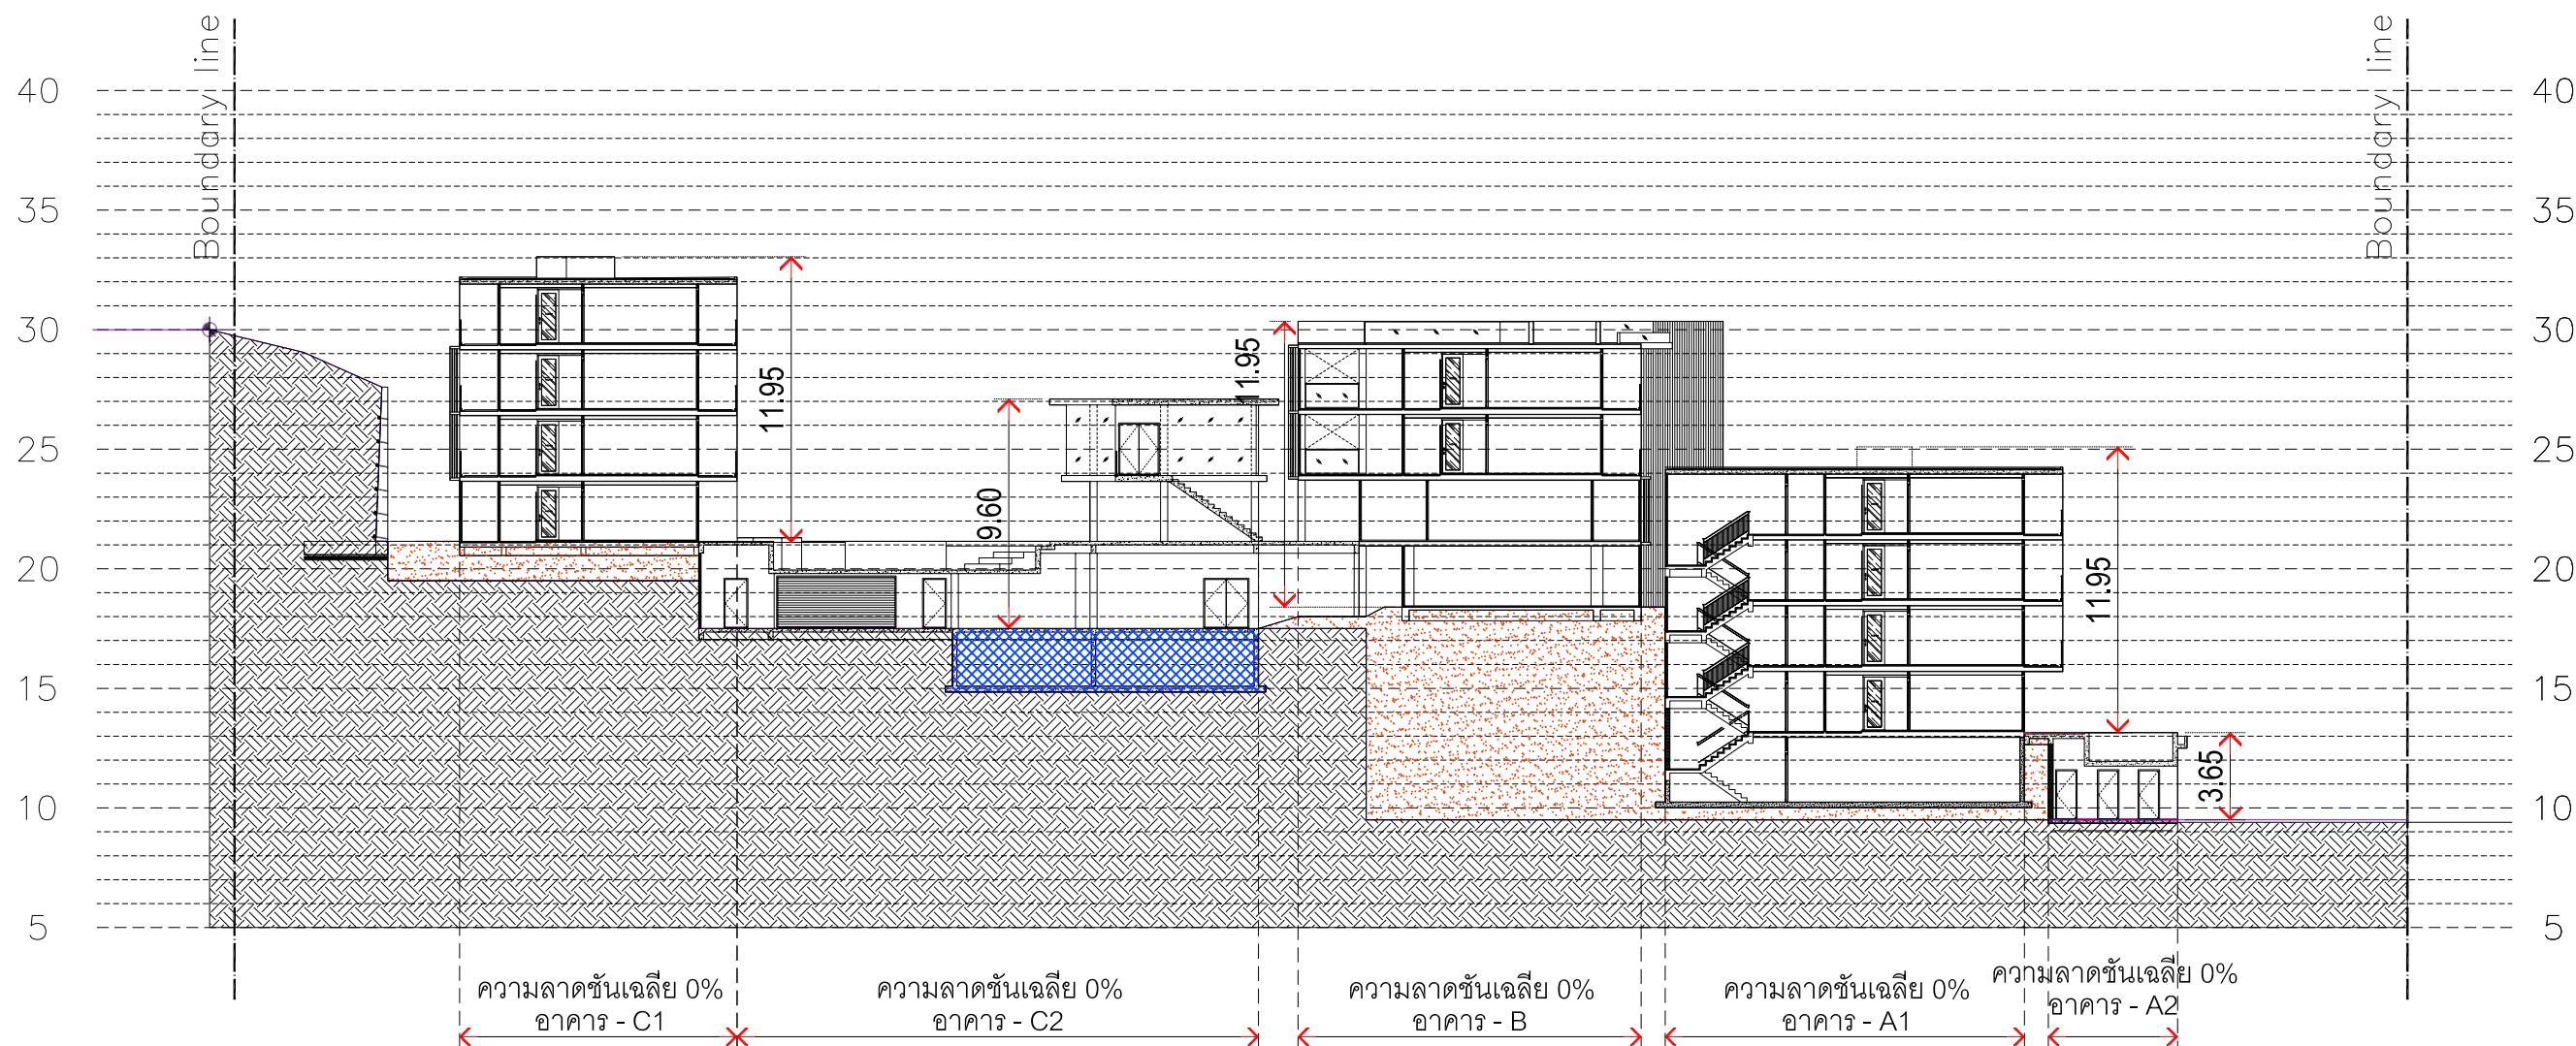 Boundary line
Boundary line
40
40
35
35
30
30
25
25
20
20
15
15
10
10
5
5
11.95
9.60
11.95
11.95
3.65
ความลาดชันเฉลี่ย 0%
อาคาร - C1
ความลาดชันเฉลี่ย 0%
อาคาร - C2
ความลาดชันเฉลี่ย 0%
อาคาร - B
ความลาดชันเฉลี่ย 0%
อาคาร - A1
ความลาดชันเฉลี่ย 0%
อาคาร - A2